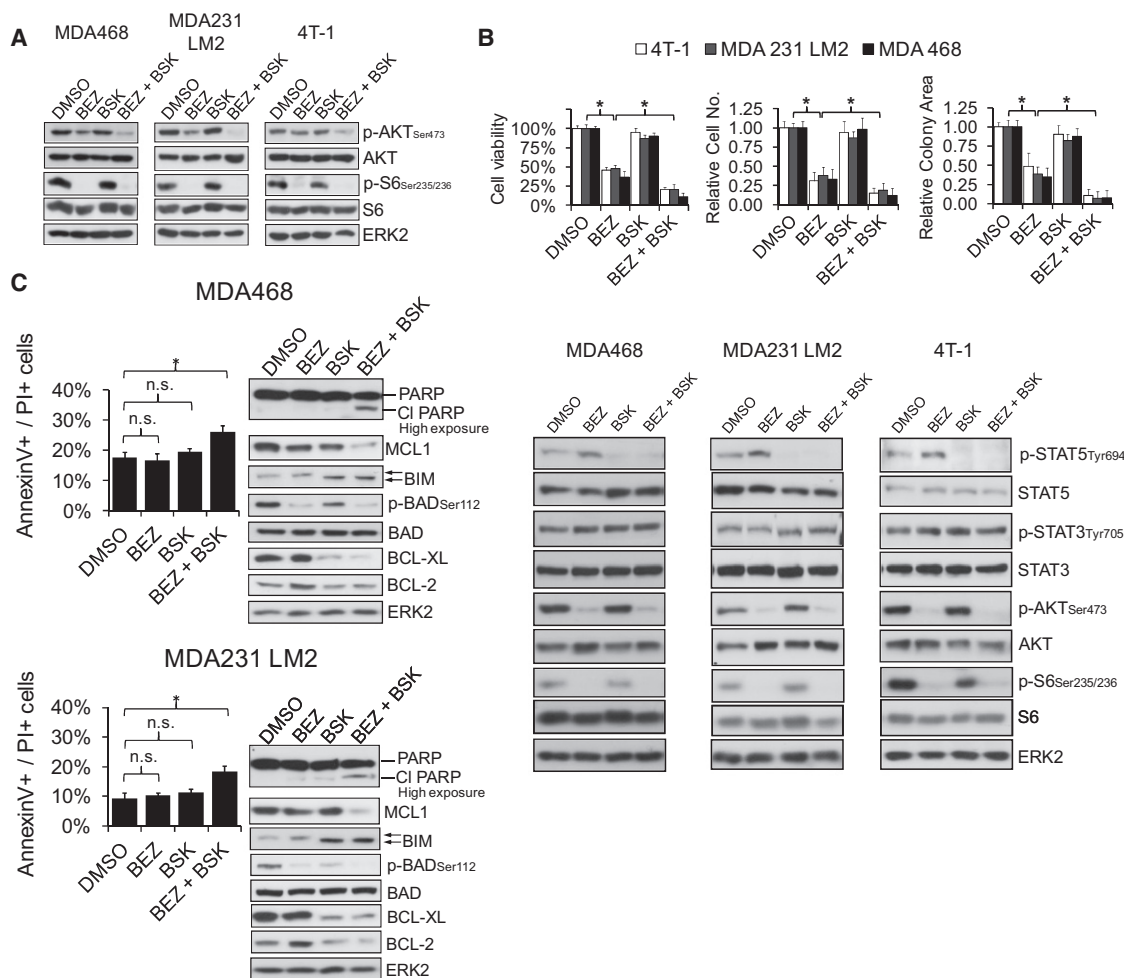 A
MDA468
MDA231
LM2
4T-1
DMSO
BEZ
BSK
BEZ + BSK
DMSO
BEZ
BSK
BEZ + BSK
DMSO
BEZ
BSK
BEZ + BSK
p-AKTSer473
AKT
p-S6Ser235/236
S6
ERK2
B
4T-1 MDA 231 LM2 MDA 468
Cell viability
100%
75%
50%
25%
0%
* *
DMSO
BEZ
BSK
BEZ + BSK
Relative Cell No.
1.25
1.00
0.75
0.50
0.25
0.00
* *
DMSO
BEZ
BSK
BEZ + BSK
Relative Colony Area
1.25
1.00
0.75
0.50
0.25
0.00
* *
DMSO
BEZ
BSK
BEZ + BSK
C
MDA468
AnnexinV+ / PI+ cells
40%
30%
20%
10%
0%
*
n.s.
n.s.
DMSO
BEZ
BSK
BEZ + BSK
DMSO
BEZ
BSK
BEZ + BSK
PARP
Cl PARP
High exposure
MCL1
BIM
p-BADSer112
BAD
BCL-XL
BCL-2
ERK2
MDA231 LM2
AnnexinV+ / PI+ cells
40%
30%
20%
10%
0%
*
n.s.
n.s.
DMSO
BEZ
BSK
BEZ + BSK
DMSO
BEZ
BSK
BEZ + BSK
PARP
Cl PARP
High exposure
MCL1
BIM
p-BADSer112
BAD
BCL-XL
BCL-2
ERK2
MDA468
MDA231 LM2
4T-1
DMSO
BEZ
BSK
BEZ + BSK
DMSO
BEZ
BSK
BEZ + BSK
DMSO
BEZ
BSK
BEZ + BSK
p-STAT5Tyr694
STAT5
p-STAT3Tyr705
STAT3
p-AKTSer473
AKT
p-S6Ser235/236
S6
ERK2